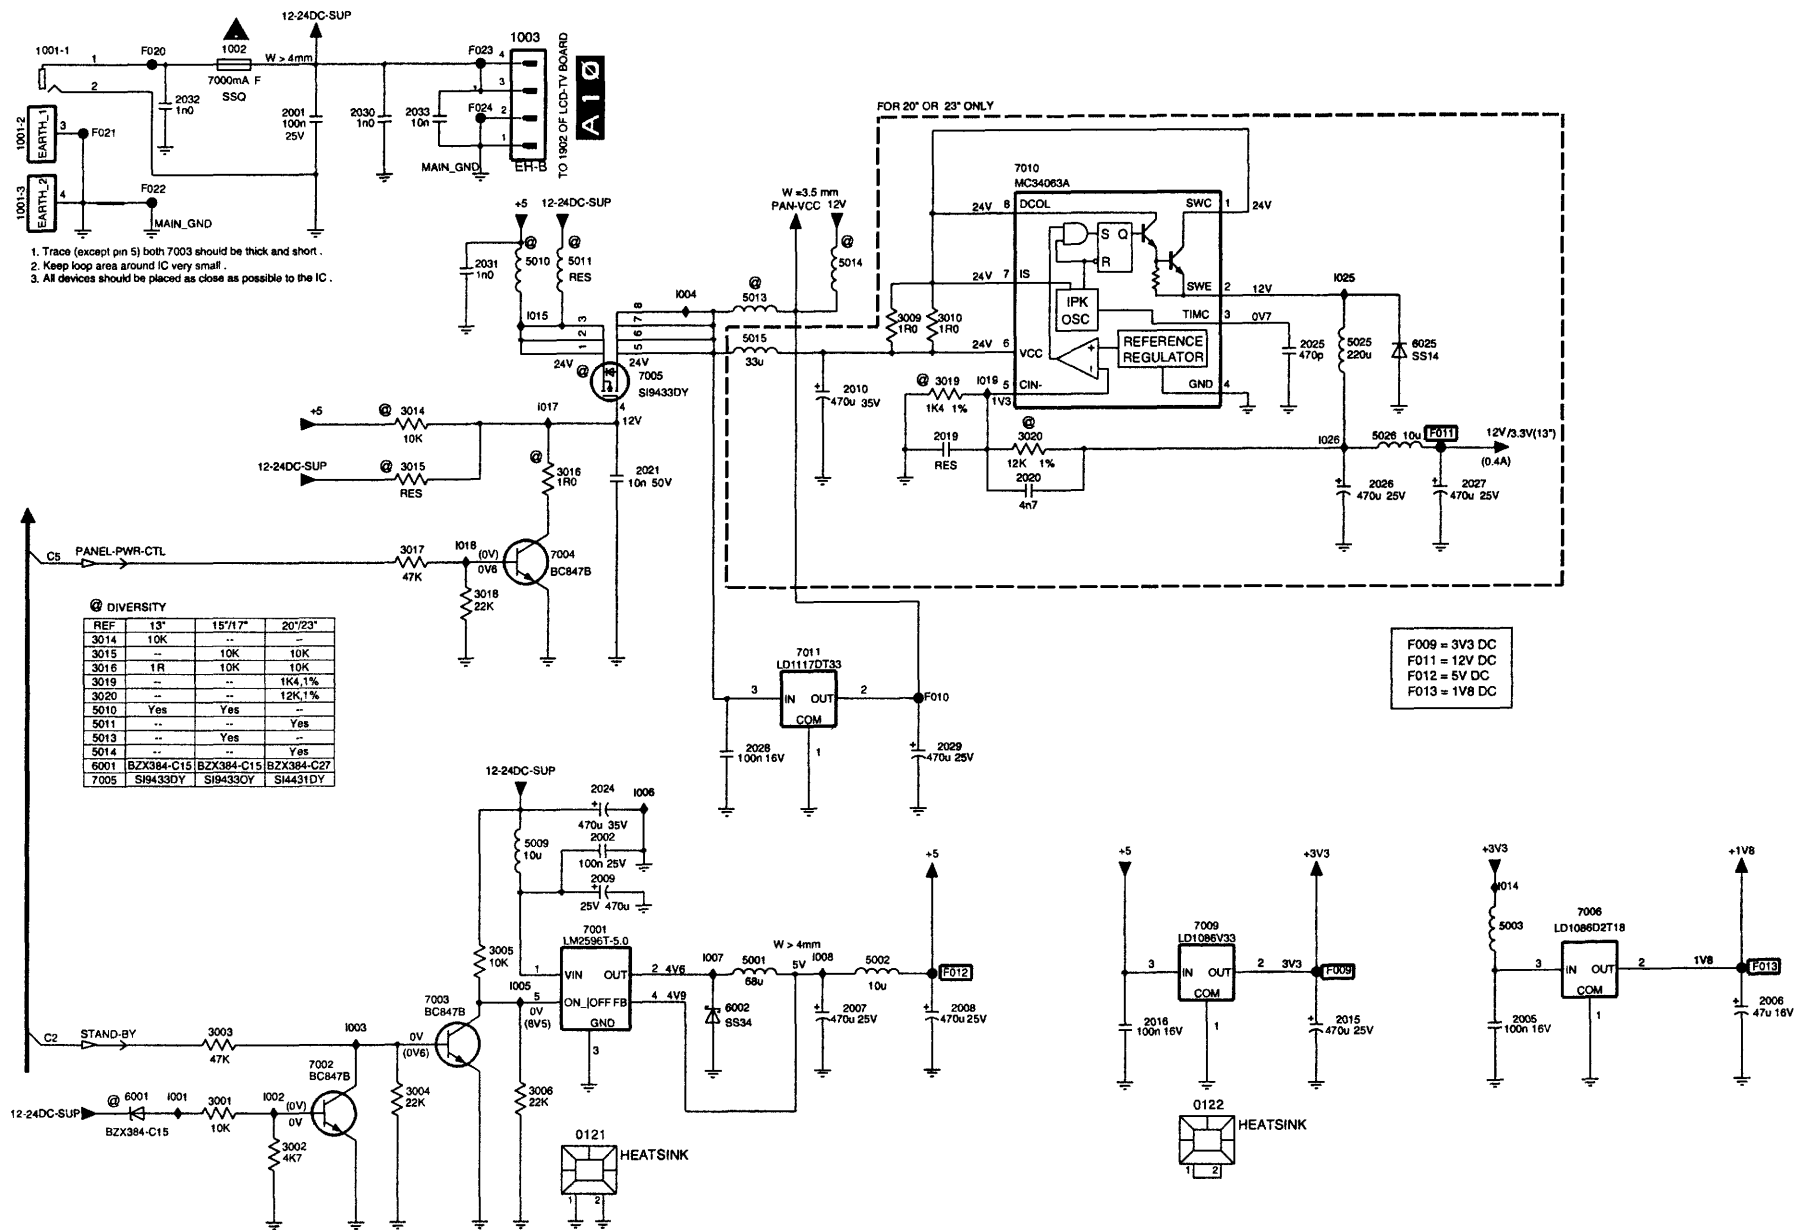 12-24DC-SUP
1001-1
1
F020
1002
W > 4mm
7000mA F
SSQ
2
2032
1n0
1001-2
EARTH_1
3
F021
1001-3
EARTH_2
4
F022
MAIN_GND
2001
100n
25V
2030
1n0
2033
10n
F023
F024
MAIN_GND
1003
4
3
2
1
EH-B
TO 1902 OF LCD-TV BOARD
A10
1. Trace (except pin 5) both 7003 should be thick and short .
2. Keep loop area around IC very small .
3. All devices should be placed as close as possible to the IC .
+5
12-24DC-SUP
@
5010
@
5011
RES
2031
1n0
I015
3
2
1
24V
8
7
6
5
24V
I004
@
5013
5015
33u
W =3.5 mm
PAN-VCC
12V
@
5014
@
7005
SI9433DY
4
12V
+5
@
3014
10K
12-24DC-SUP
@
3015
RES
I017
@
3016
1R0
2021
10n 50V
C5
PANEL-PWR-CTL
3017
47K
I018
(0V)
0V6
7004
BC847B
3018
22K
FOR 20" OR 23" ONLY
7010
MC34063A
24V
8
DCOL
SWC
1
24V
S
Q
R
24V
7
IS
SWE
2
12V
IPK
OSC
TIMC
3
0V7
3009
1R0
3010
1R0
24V
6
VCC
REFERENCE
REGULATOR
2010
470u 35V
@
3019
1K4 1%
I019
1V3
5
CIN-
GND
4
2025
470p
I025
5025
220u
6025
SS14
2019
RES
@
3020
12K 1%
2020
4n7
I026
5026
10u
F011
12V/3.3V(13")
(0.4A)
2026
470u 25V
2027
470u 25V
@ DIVERSITY
REF 13" 15"/17" 20"/23"
3014 10K -- --
3015 -- 10K 10K
3016 1R 10K 10K
3019 -- -- 1K4,1%
3020 -- -- 12K,1%
5010 Yes Yes --
5011 -- -- Yes
5013 -- Yes --
5014 -- -- Yes
6001 BZX384-C15 BZX384-C15 BZX384-C27
7005 SI9433DY SI9433OY SI4431DY
7011
LD1117DT33
3
IN
OUT
2
COM
1
F010
2028
100n 16V
2029
470u 25V
F009 = 3V3 DC
F011 = 12V DC
F012 = 5V DC
F013 = 1V8 DC
12-24DC-SUP
2024
470u 35V
I006
5009
10u
2002
100n 25V
2009
25V 470u
3005
10K
7001
LM2596T-5.0
1
VIN
OUT
2
4V6
I005
5
0V
(8V5)
ON_|OFF
FB
4
4V9
GND
3
I007
5001
68u
W > 4mm
5V
I008
5002
10u
+5
F012
6002
SS34
2007
470u 25V
2008
470u 25V
C2
STAND-BY
3003
47K
I003
0V
(0V6)
7003
BC847B
7002
BC847B
3004
22K
3006
22K
12-24DC-SUP
@
6001
BZX384-C15
I001
3001
10K
I002
(0V)
0V
3002
4K7
0121
HEATSINK
1
2
+5
7009
LD1086V33
3
IN
OUT
2
3V3
COM
1
+3V3
F009
2016
100n 16V
2015
470u 25V
0122
HEATSINK
1
2
+3V3
I014
5003
7006
LD1086D2T18
3
IN
OUT
2
1V8
COM
1
+1V8
F013
2005
100n 16V
2006
47u 16V